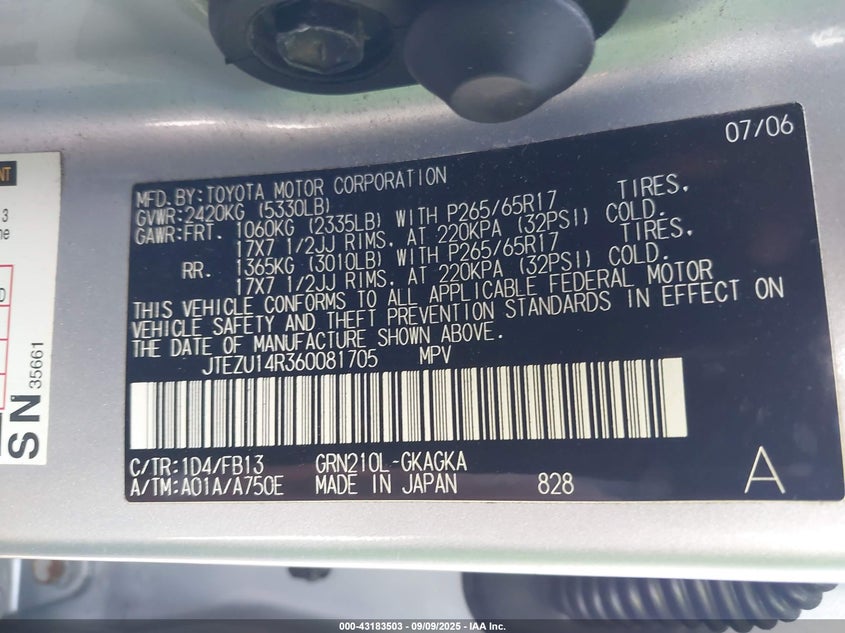 07/06
MFD. BY: TOYOTA MOTOR CORPORATION
GVWR: 2420KG (5330LB)
GAWR: FRT. 1060KG (2335LB) WITH P265/65R17 TIRES,
17X7 1/2JJ RIMS, AT 220KPA (32PSI) COLD.
RR. 1365KG (3010LB) WITH P265/65R17 TIRES,
17X7 1/2JJ RIMS, AT 220KPA (32PSI) COLD.
THIS VEHICLE CONFORMS TO ALL APPLICABLE FEDERAL MOTOR
VEHICLE SAFETY AND THEFT PREVENTION STANDARDS IN EFFECT ON
THE DATE OF MANUFACTURE SHOWN ABOVE.
JTEZU14R360081705 MPV
C/TR: 1D4/FB13 GRN210L-GKAGKA
A/TM: A01A/A750E MADE IN JAPAN 828
A
SN 35661
000-43183503 - 09/09/2025 - IAA Inc.